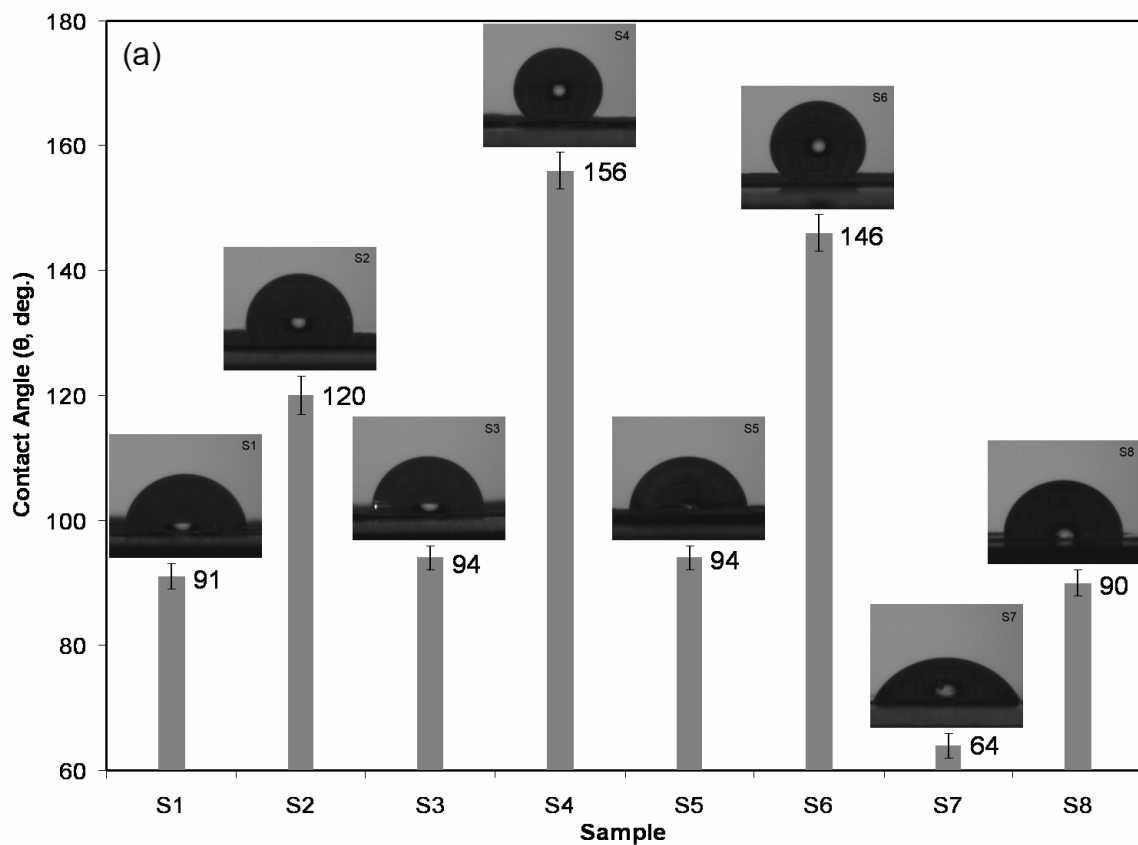 (a)
180
160
140
120
100
80
60
Contact Angle (θ, deg.)
S1
91
S2
120
S3
94
S4
156
S5
94
S6
146
S7
64
S8
90
S1 S2 S3 S4 S5 S6 S7 S8
Sample